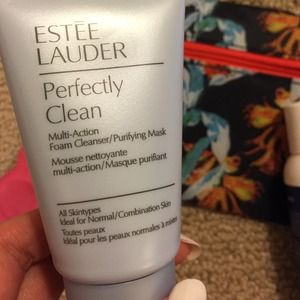 ESTĒE
LAUDER
Perfectly
Clean
Multi-Action
Foam Cleanser/Purifying Mask
Mousse nettoyante
multi-action/Masque purifiant
All Skintypes
Ideal for Normal/Combination Skin
Toutes peaux
Idéal pour les peaux normales à mixtes